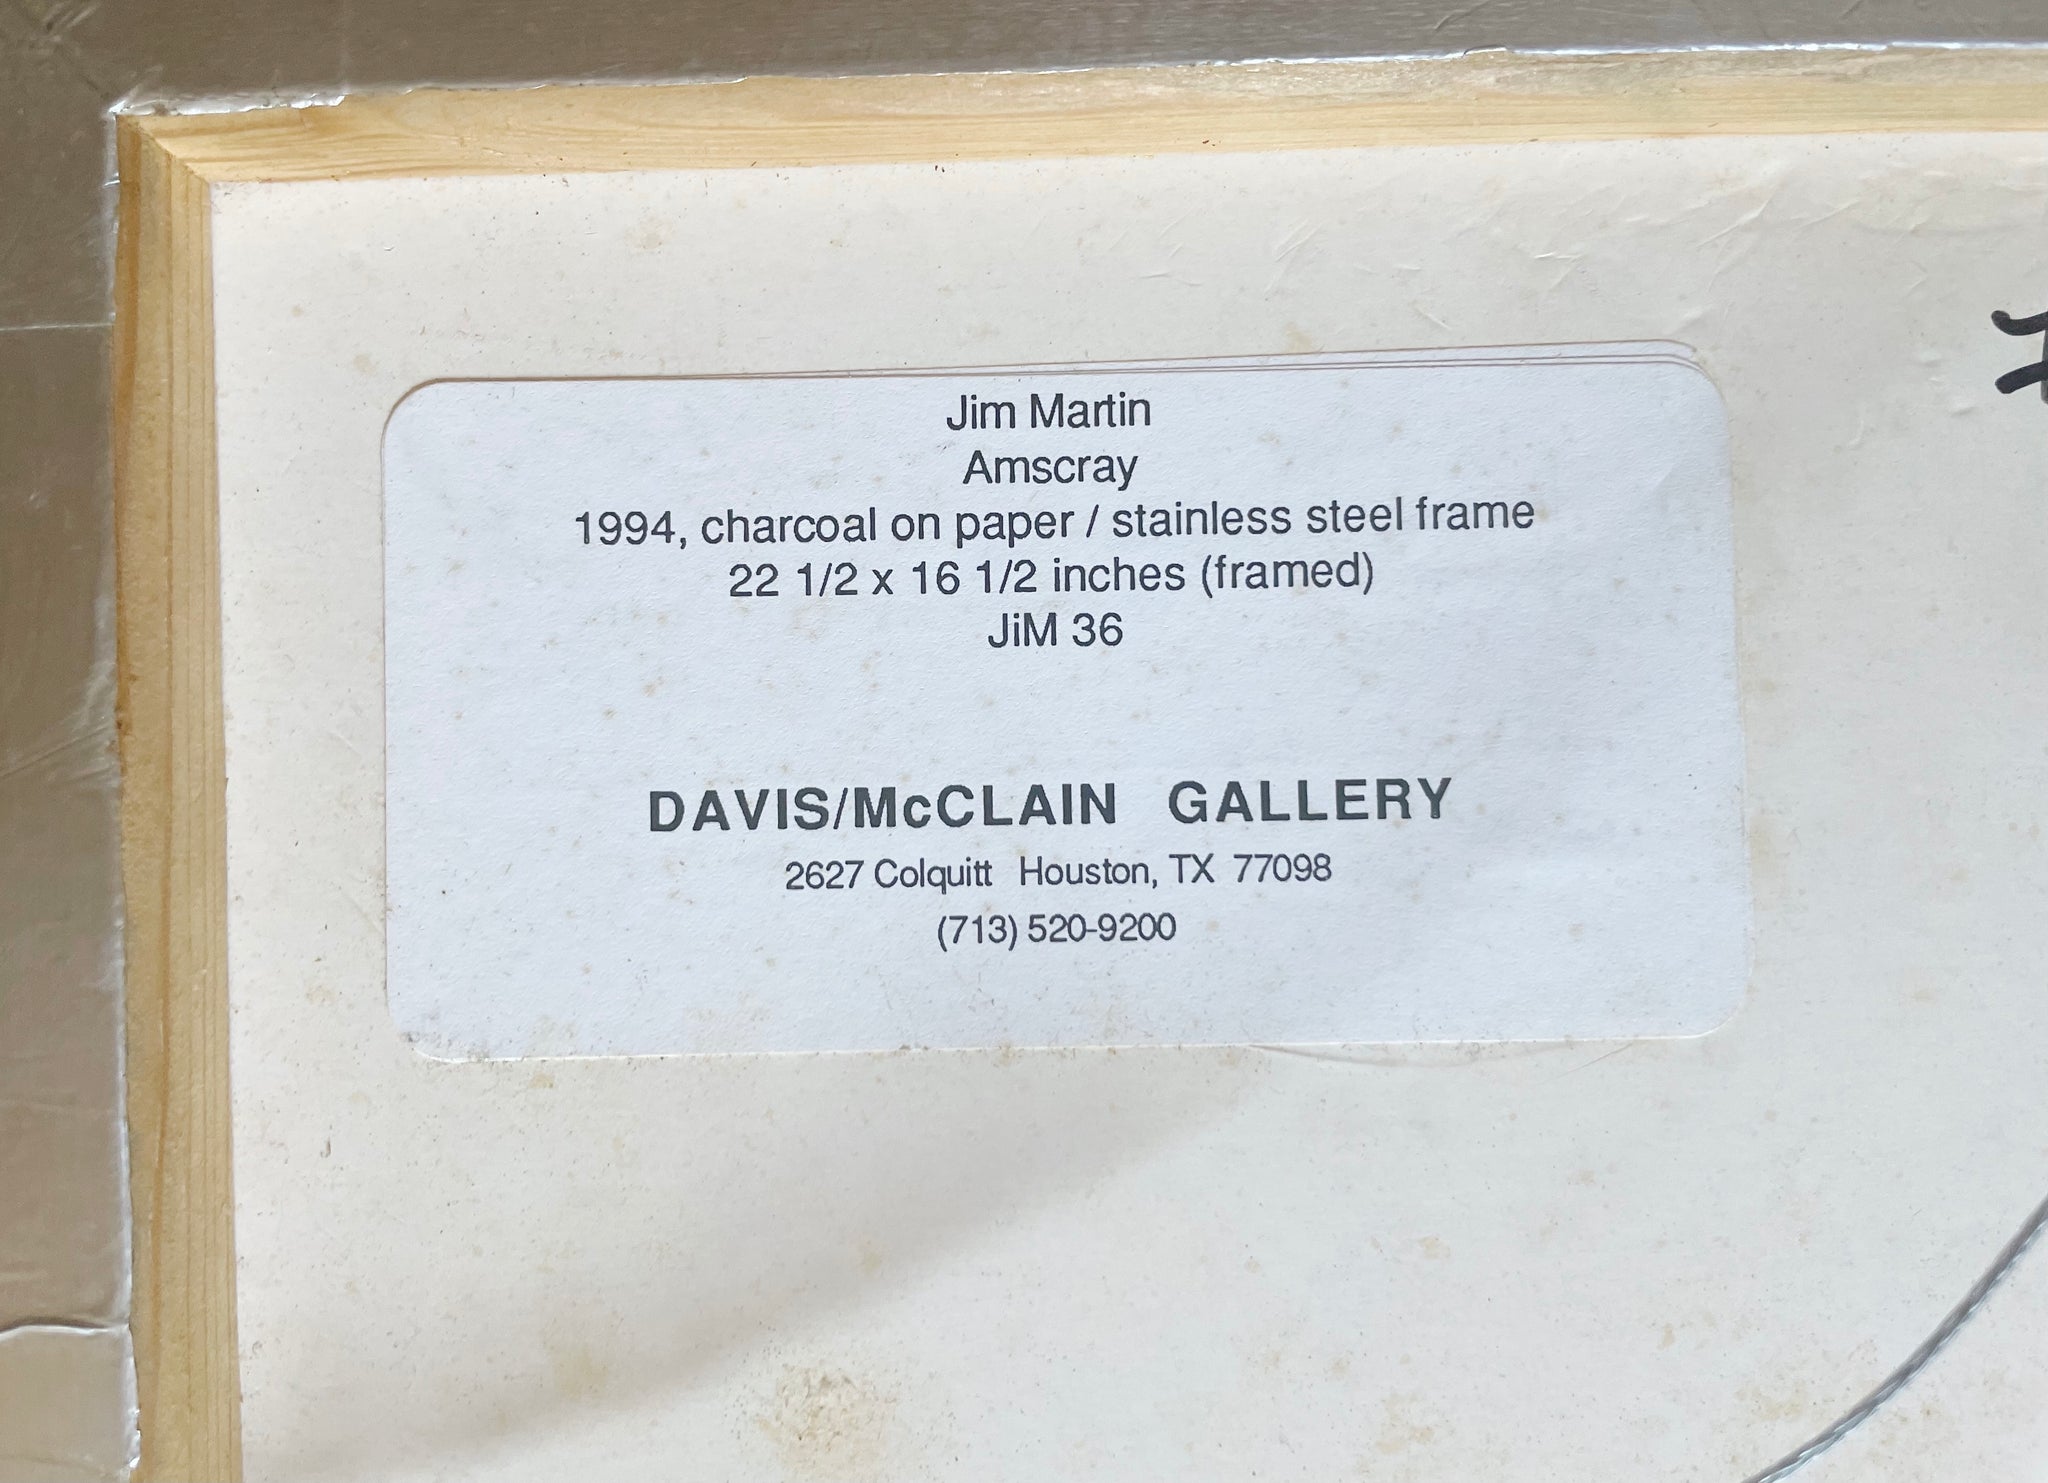 Jim Martin
Amscray
1994, charcoal on paper / stainless steel frame
22 1/2 x 16 1/2 inches (framed)
JiM 36
DAVIS/McCLAIN GALLERY
2627 Colquitt Houston, TX 77098
(713) 520-9200